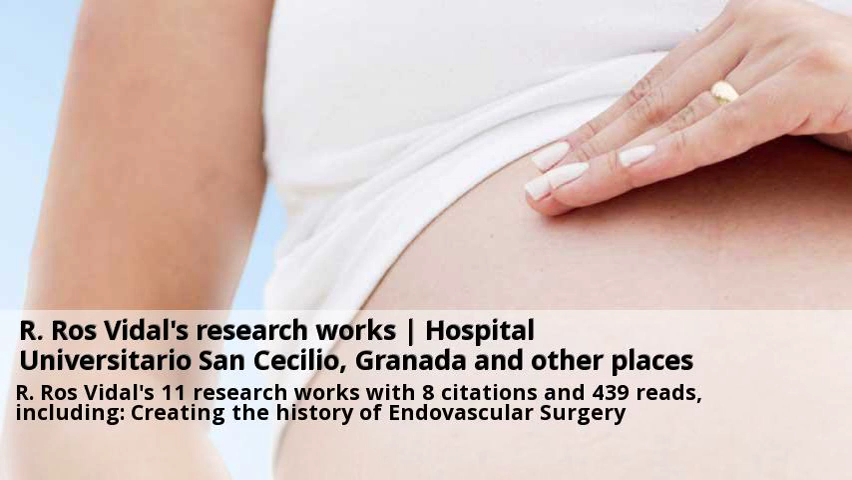 R. Ros Vidal's research works | Hospital
Universitario San Cecilio, Granada and other places
R. Ros Vidal's 11 research works with 8 citations and 439 reads,
including: Creating the history of Endovascular Surgery